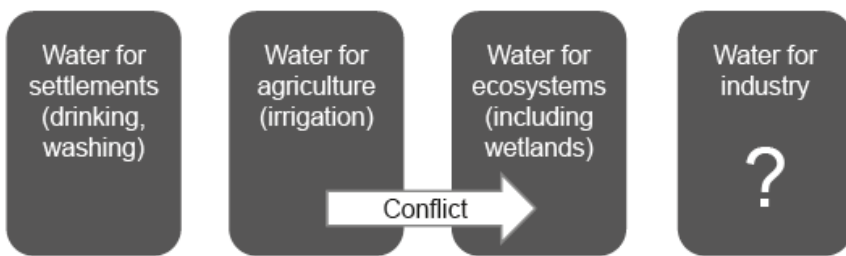 Water for
settlements
(drinking,
washing)
Water for
agriculture
(irrigation)
Water for
ecosystems
(including
wetlands)
Water for
industry
?
Conflict